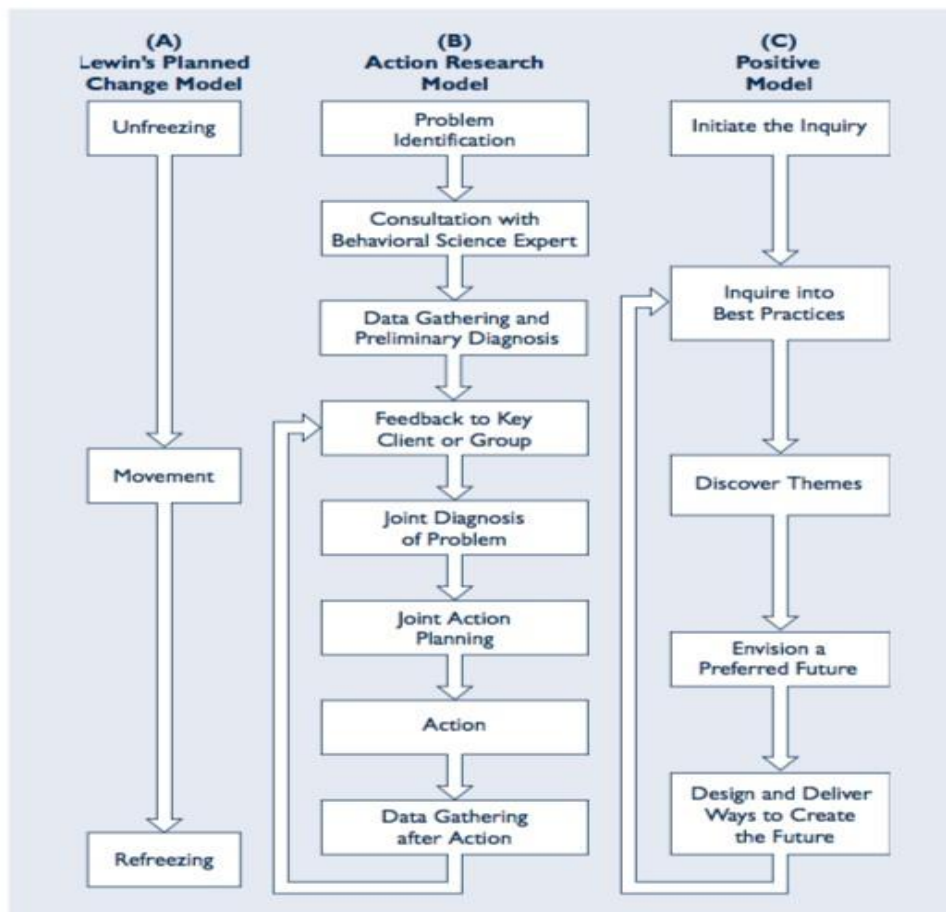 (A)
Lewin's Planned
Change Model
Unfreezing
Movement
Refreezing
(B)
Action Research
Model
Problem
Identification
Consultation with
Behavioral Science Expert
Data Gathering and
Preliminary Diagnosis
Feedback to Key
Client or Group
Joint Diagnosis
of Problem
Joint Action
Planning
Action
Data Gathering
after Action
(C)
Positive
Model
Initiate the Inquiry
Inquire into
Best Practices
Discover Themes
Envision a
Preferred Future
Design and Deliver
Ways to Create
the Future